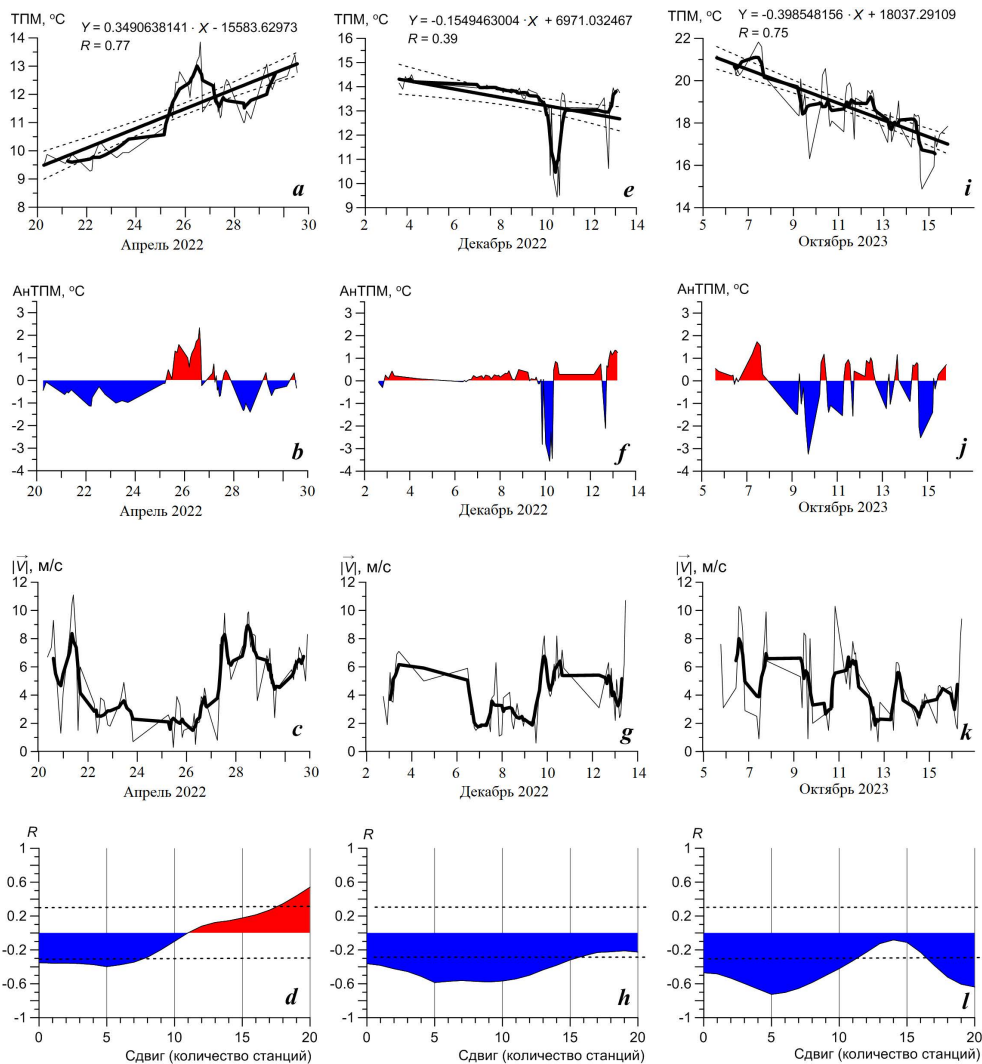 ТПМ, °C
Y = 0.3490638141 · X - 15583.62973
R = 0.77
14
13
12
11
10
9
8
20 22 24 26 28 30
Апрель 2022
a
ТПМ, °C
Y = -0.1549463004 · X + 6971.032467
R = 0.39
16
15
14
13
12
11
10
9
2 4 6 8 10 12 14
Декабрь 2022
e
ТПМ, °C
Y = -0.398548156 · X + 18037.29109
R = 0.75
22
20
18
16
14
5 7 9 11 13 15
Октябрь 2023
i
АнТПМ, °C
3
2
1
0
-1
-2
-3
-4
20 22 24 26 28 30
Апрель 2022
b
АнТПМ, °C
3
2
1
0
-1
-2
-3
-4
2 4 6 8 10 12 14
Декабрь 2022
f
АнТПМ, °C
3
2
1
0
-1
-2
-3
-4
5 7 9 11 13 15
Октябрь 2023
j
|V|, м/с
12
10
8
6
4
2
0
20 22 24 26 28 30
Апрель 2022
c
|V|, м/с
12
10
8
6
4
2
0
2 4 6 8 10 12 14
Декабрь 2022
g
|V|, м/с
12
10
8
6
4
2
0
5 7 9 11 13 15
Октябрь 2023
k
R
1
0.6
0.2
-0.2
-0.6
-1
0 5 10 15 20
Сдвиг (количество станций)
d
R
1
0.6
0.2
-0.2
-0.6
-1
0 5 10 15 20
Сдвиг (количество станций)
h
R
1
0.6
0.2
-0.2
-0.6
-1
0 5 10 15 20
Сдвиг (количество станций)
l